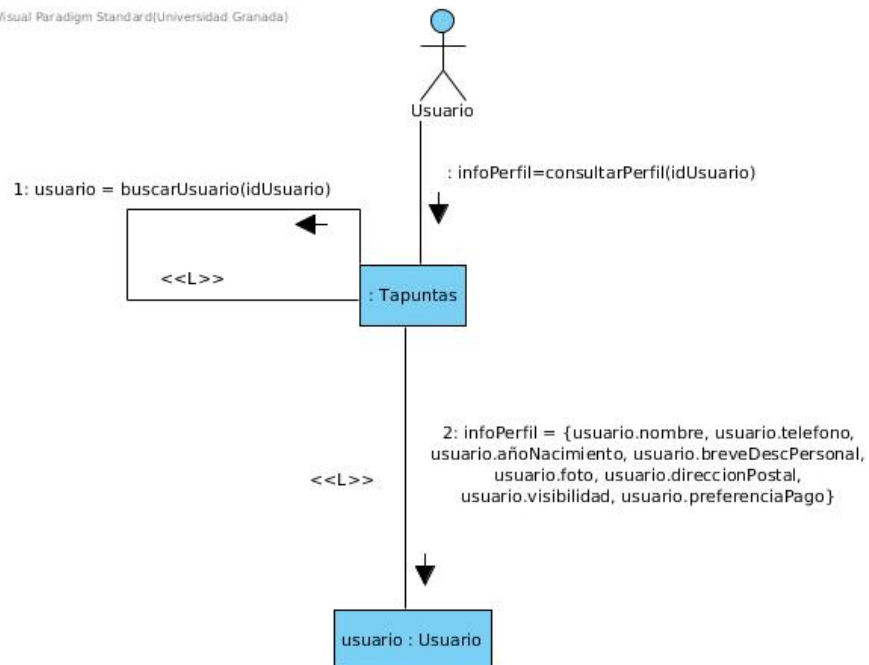 Visual Paradigm Standard(Universidad Granada)
Usuario
: infoPerfil=consultarPerfil(idUsuario)
1: usuario = buscarUsuario(idUsuario)
<<L>>
: Tapuntas
2: infoPerfil = {usuario.nombre, usuario.telefono,
usuario.añoNacimiento, usuario.breveDescPersonal,
usuario.foto, usuario.direccionPostal,
usuario.visibilidad, usuario.preferenciaPago}
<<L>>
usuario : Usuario